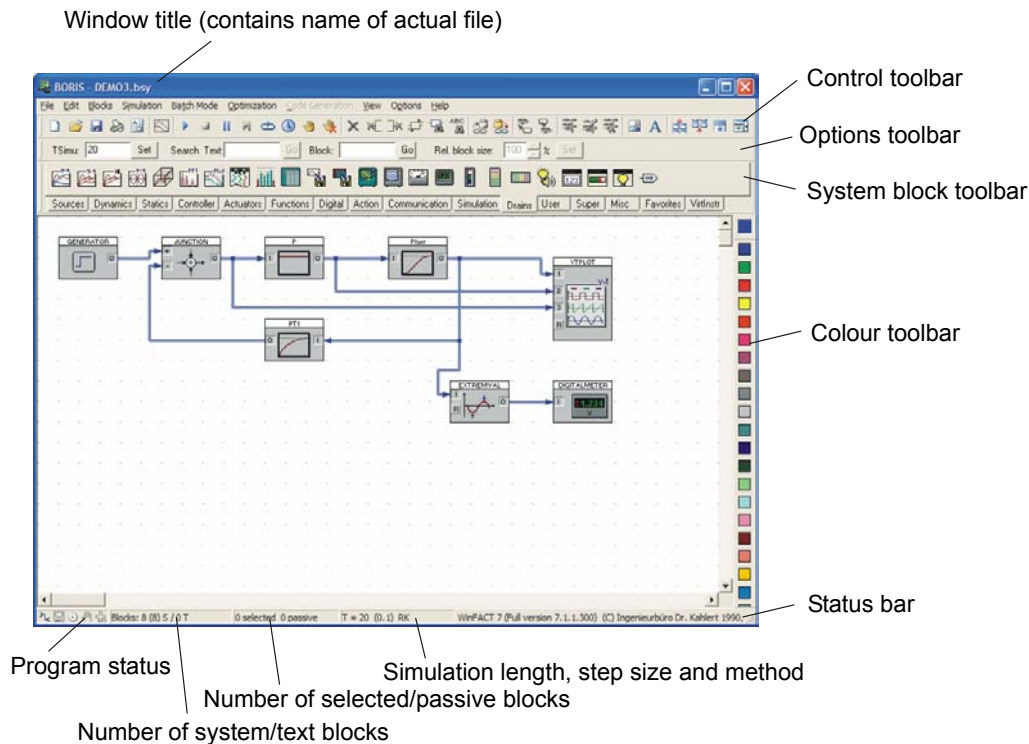 Window title (contains name of actual file)
BORIS - DEMO3.bsy
File Edit Blocks Simulation Batch Mode Optimization Code Generation View Options Help
Control toolbar
TSimu: 20 Set Search Text: Go Block: Go Rel. block size: 100 % Set
Options toolbar
System block toolbar
Sources Dynamics Statics Controller Actuators Functions Digital Action Communication Simulation Drains User Super Misc Favorites VirtInstr
GENERATOR JUNCTION P
VTPLOT
PT1
Colour toolbar
EXTREMVAL DIGITALMETER
Blocks: 8 (8) S / 0 T 0 selected 0 passive T = 20 (0.1) RK WinFACT 7 (Full version 7.1.1.300) (C) Ingenieurbüro Dr. Kahlert 1990,
Status bar
Program status
Simulation length, step size and method
Number of selected/passive blocks
Number of system/text blocks